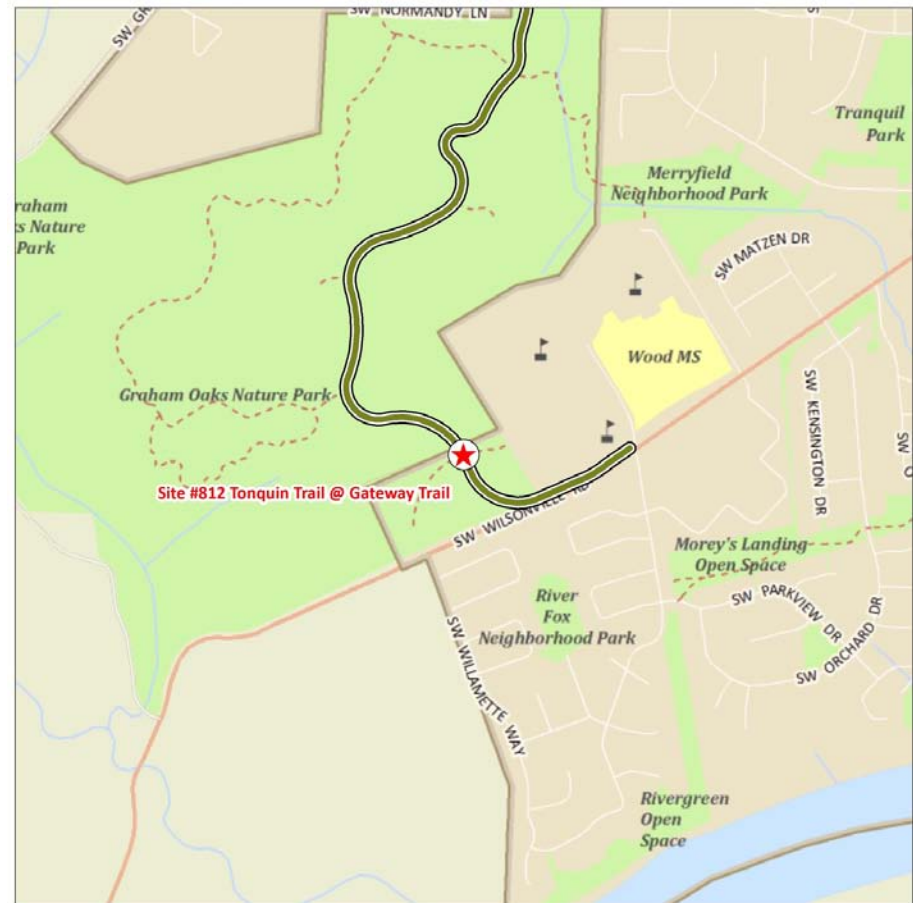 SW GR
SW NORMANDY LN
S
Tranquil
Park
Merryfield
Neighborhood Park
raham
s Nature
Park
SW MATZEN DR
Wood MS
Graham Oaks Nature Park
SW KENSINGTON DR
SW O
Site #812 Tonquin Trail @ Gateway Trail
SW WILSONVILLE RD
Morey's Landing
Open Space
SW PARKVIEW DR
River
Fox
Neighborhood Park
SW ORCHARD DR
SW WILLAMETTE WAY
Rivergreen
Open
Space